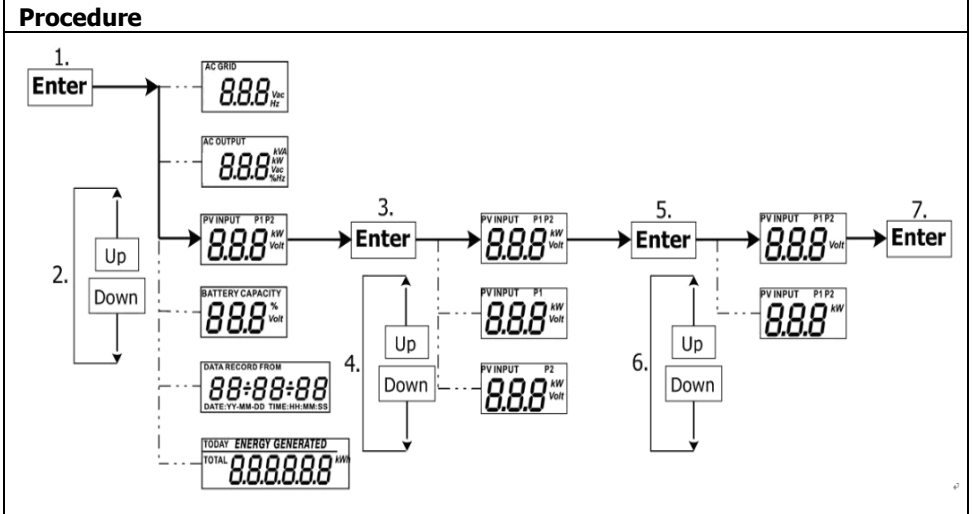 Procedure
1.
Enter
AC GRID
8.8.8 Vac Hz
AC OUTPUT
8.8.8 kVA kW Vac %Hz
2.
Up
Down
PV INPUT P1 P2
8.8.8 kW Volt
BATTERY CAPACITY
88.8 % Volt
DATA RECORD FROM
88:88:88
DATE:YY-MM-DD TIME:HH:MM:SS
TODAY ENERGY GENERATED
TOTAL 8.8.8.8.8.8 kWh
3.
Enter
4.
Up
Down
PV INPUT P1 P2
8.8.8 kW Volt
PV INPUT P1
8.8.8 kW Volt
PV INPUT P2
8.8.8 kW Volt
5.
Enter
6.
Up
Down
PV INPUT P1 P2
8.8.8 Volt
PV INPUT P1 P2
8.8.8 kW
7.
Enter